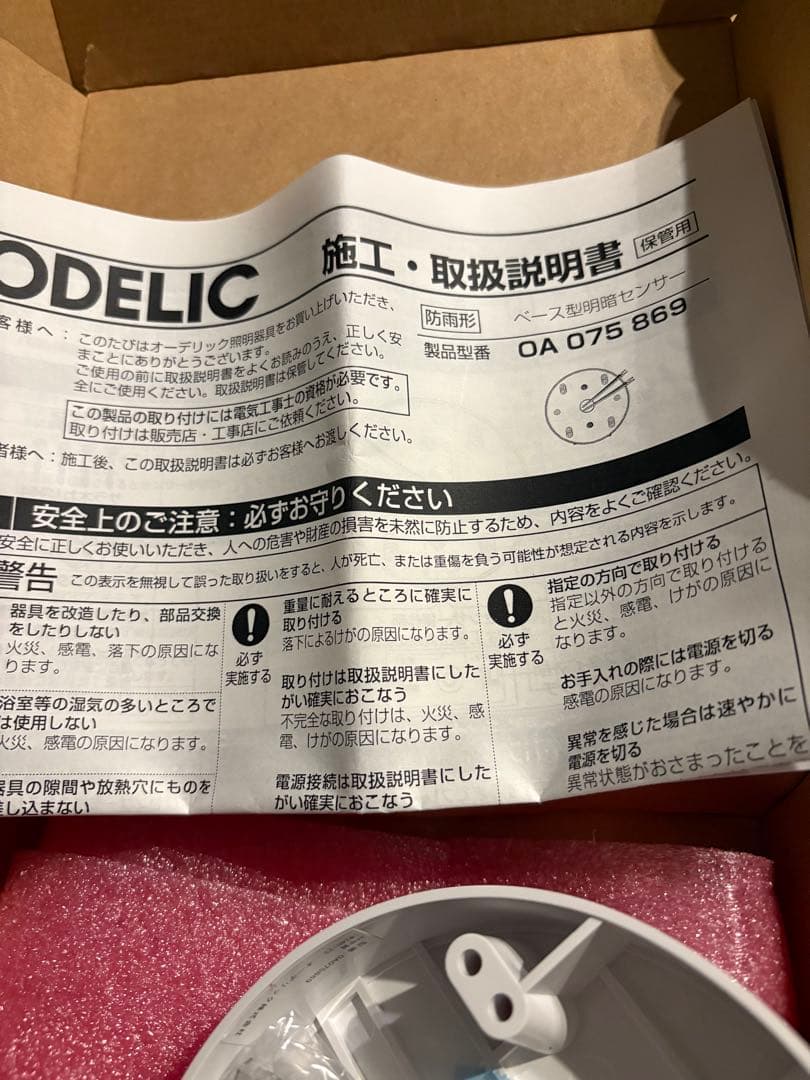 ODELIC
施工・取扱説明書
保管用
客様へ：このたびはオーデリック照明器具をお買い上げいただき、
まことにありがとうございます。
ご使用の前に取扱説明書をよくお読みのうえ、正しく安
全にご使用ください。取扱説明書は保管してください。
この製品の取り付けには電気工事士の資格が必要です。
取り付けは販売店・工事店にご依頼ください。
者様へ：施工後、この取扱説明書は必ずお客様へお渡しください。
防雨形
ベース型明暗センサー
製品型番 OA 075 869
安全上のご注意：必ずお守りください
安全に正しくお使いいただき、人への危害や財産の損害を未然に防止するため、内容をよくご確認ください。
警告 この表示を無視して誤った取り扱いをすると、人が死亡、または重傷を負う可能性が想定される内容を示します。
器具を改造したり、部品交換
をしたりしない
火災、感電、落下の原因にな
ります。
浴室等の湿気の多いところで
は使用しない
火災、感電の原因になります。
器具の隙間や放熱穴にものを
差し込まない
必ず
実施する
重量に耐えるところに確実に
取り付ける
落下によるけがの原因になります。
取り付けは取扱説明書にした
がい確実におこなう
不完全な取り付けは、火災、感
電、けがの原因になります。
電源接続は取扱説明書にした
がい確実におこなう
必ず
実施する
指定の方向で取り付ける
指定以外の方向で取り付ける
と火災、感電、けがの原因に
なります。
お手入れの際には電源を切る
感電の原因になります。
異常を感じた場合は速やかに
電源を切る
異常状態がおさまったことを